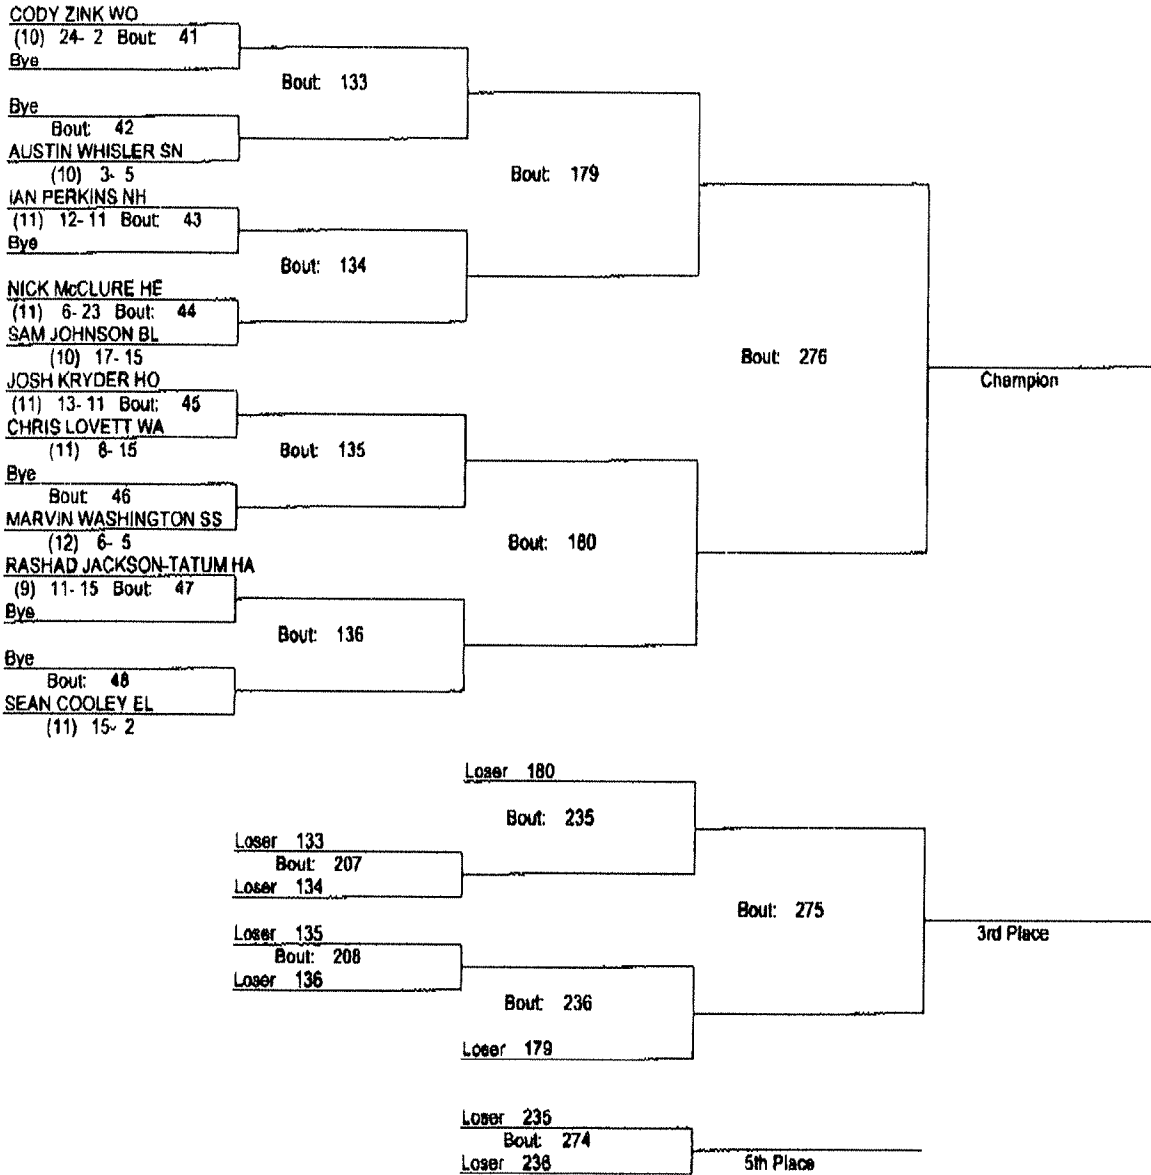 CODY ZINK WO
(10) 24- 2 Bout: 41
Bye
Bout: 133
Bye
Bout: 42
AUSTIN WHISLER SN
(10) 3- 5
Bout: 179
IAN PERKINS NH
(11) 12- 11 Bout: 43
Bye
Bout: 134
NICK McCLURE HE
(11) 6- 23 Bout: 44
SAM JOHNSON BL
(10) 17- 15
Bout: 276
Champion
JOSH KRYDER HO
(11) 13- 11 Bout: 45
CHRIS LOVETT WA
(11) 8- 15
Bout: 135
Bye
Bout: 46
MARVIN WASHINGTON SS
(12) 6- 5
Bout: 180
RASHAD JACKSON-TATUM HA
(9) 11- 15 Bout: 47
Bye
Bout: 136
Bye
Bout: 48
SEAN COOLEY EL
(11) 15- 2
Loser 180
Bout: 235
Loser 133
Bout: 207
Loser 134
Bout: 275
3rd Place
Loser 135
Bout: 208
Loser 136
Bout: 236
Loser 179
Loser 235
Bout: 274
Loser 236
5th Place